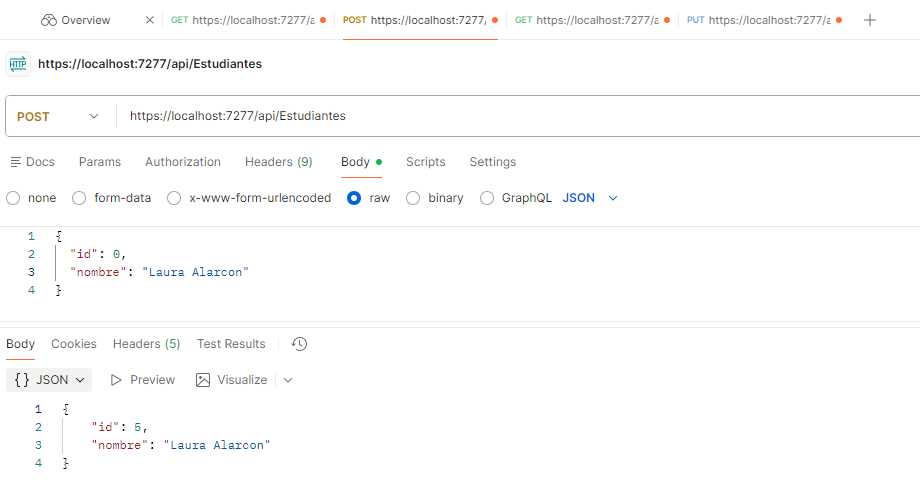 Overview GET https://localhost:7277/a POST https://localhost:7277/ GET https://localhost:7277/a PUT https://localhost:7277/a
HTTP https://localhost:7277/api/Estudiantes
POST https://localhost:7277/api/Estudiantes
Docs Params Authorization Headers (9) Body Scripts Settings
none form-data x-www-form-urlencoded raw binary GraphQL JSON
1 {
2 "id": 0,
3 "nombre": "Laura Alarcon"
4 }
Body Cookies Headers (5) Test Results
{} JSON Preview Visualize
1 {
2 "id": 5,
3 "nombre": "Laura Alarcon"
4 }